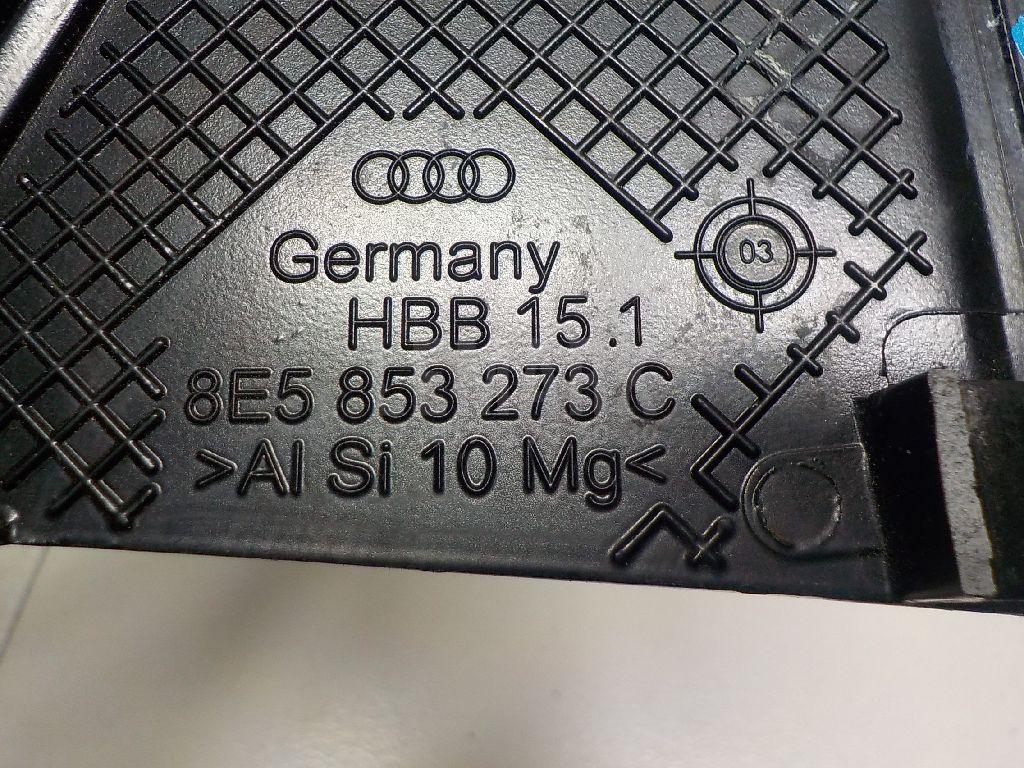 Germany
03
HBB 15.1
8E5 853 273 C
>Al Si 10 Mg<